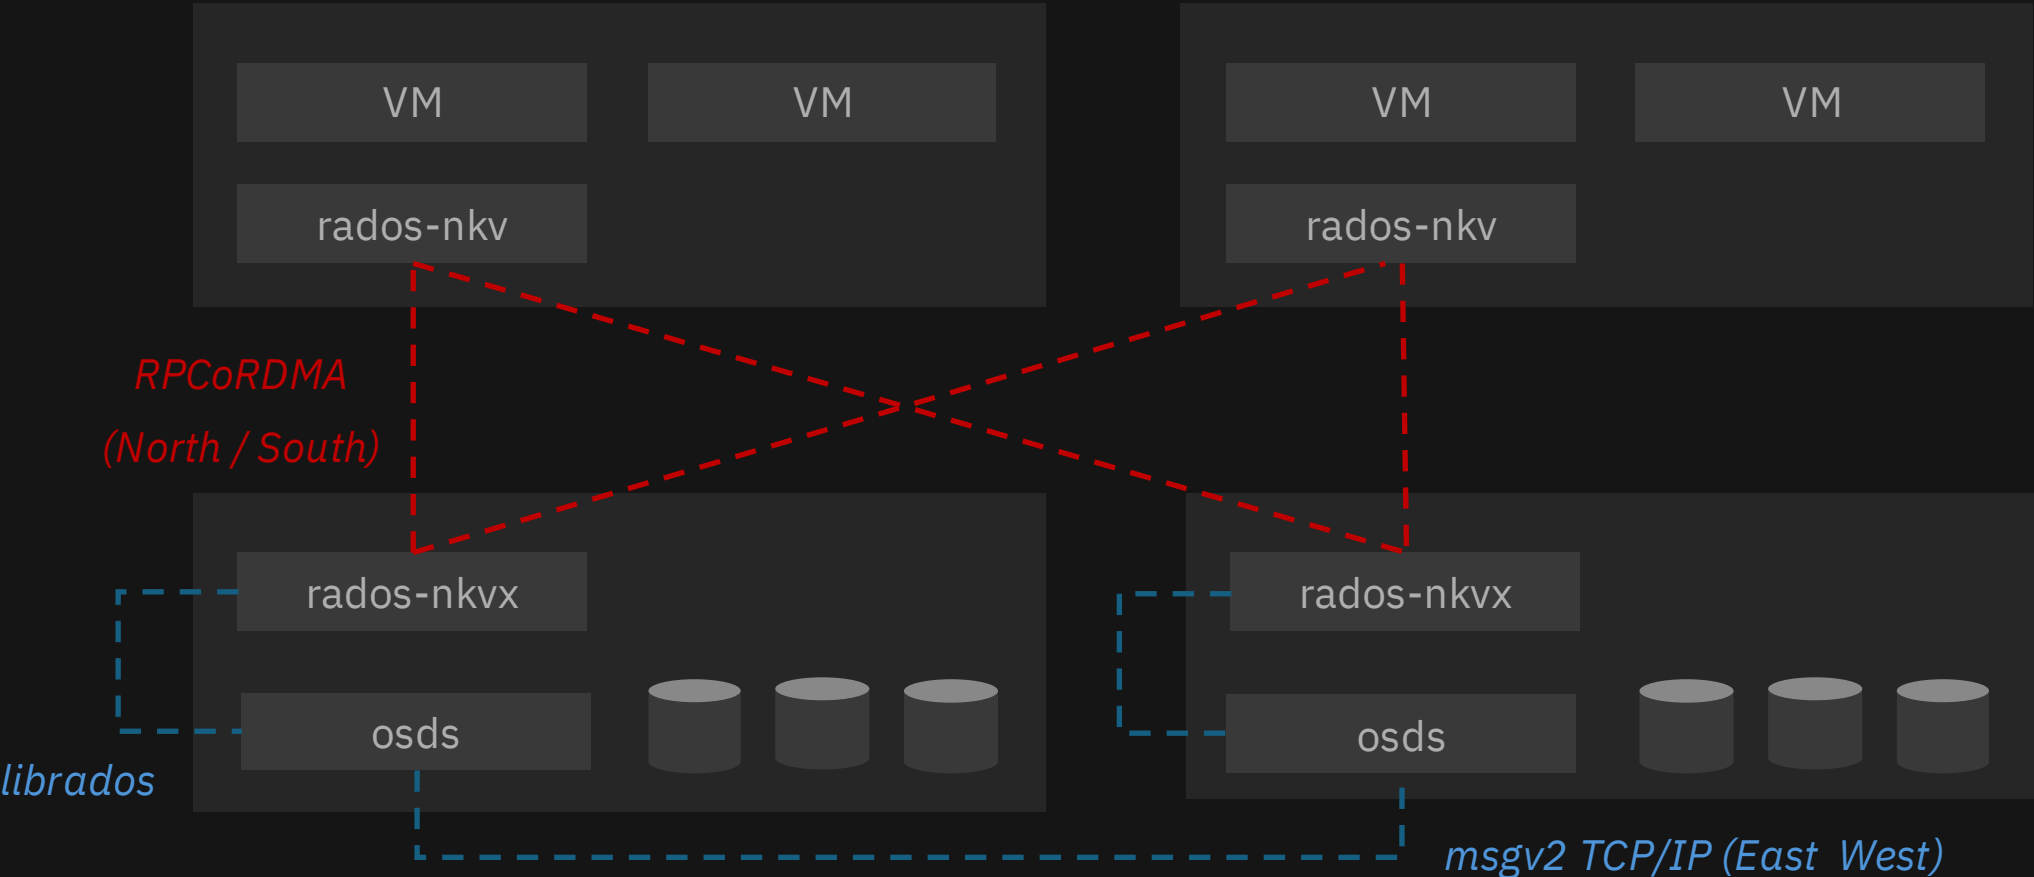 VM
VM
VM
VM
rados-nkv
rados-nkv
RPCoRDMA
(North / South)
rados-nkvx
rados-nkvx
osds
osds
librados
msgv2 TCP/IP (East  West)